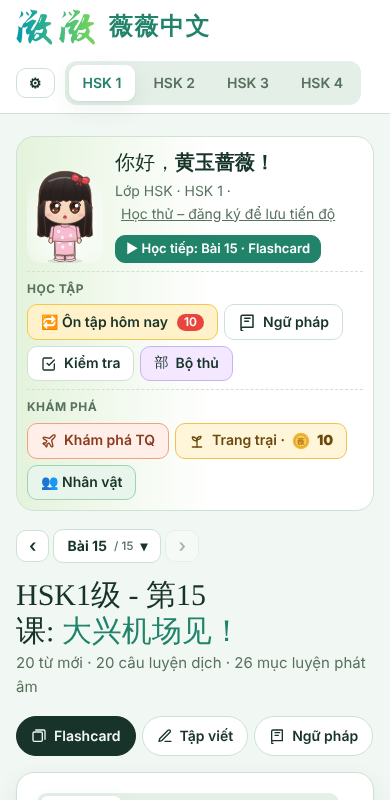 薇薇 薇薇中文
HSK 1 HSK 2 HSK 3 HSK 4
你好，黄玉蔷薇！
Lớp HSK · HSK 1 ·
Học thử – đăng ký để lưu tiến độ
▶ Học tiếp: Bài 15 · Flashcard
HỌC TẬP
Ôn tập hôm nay 10 Ngữ pháp
Kiểm tra 部 Bộ thủ
KHÁM PHÁ
Khám phá TQ Trang trại · 薇 10
Nhân vật
‹ Bài 15 / 15 ▾ ›
HSK1级 - 第15
课: 大兴机场见！
20 từ mới · 20 câu luyện dịch · 26 mục luyện phát
âm
Flashcard Tập viết Ngữ pháp